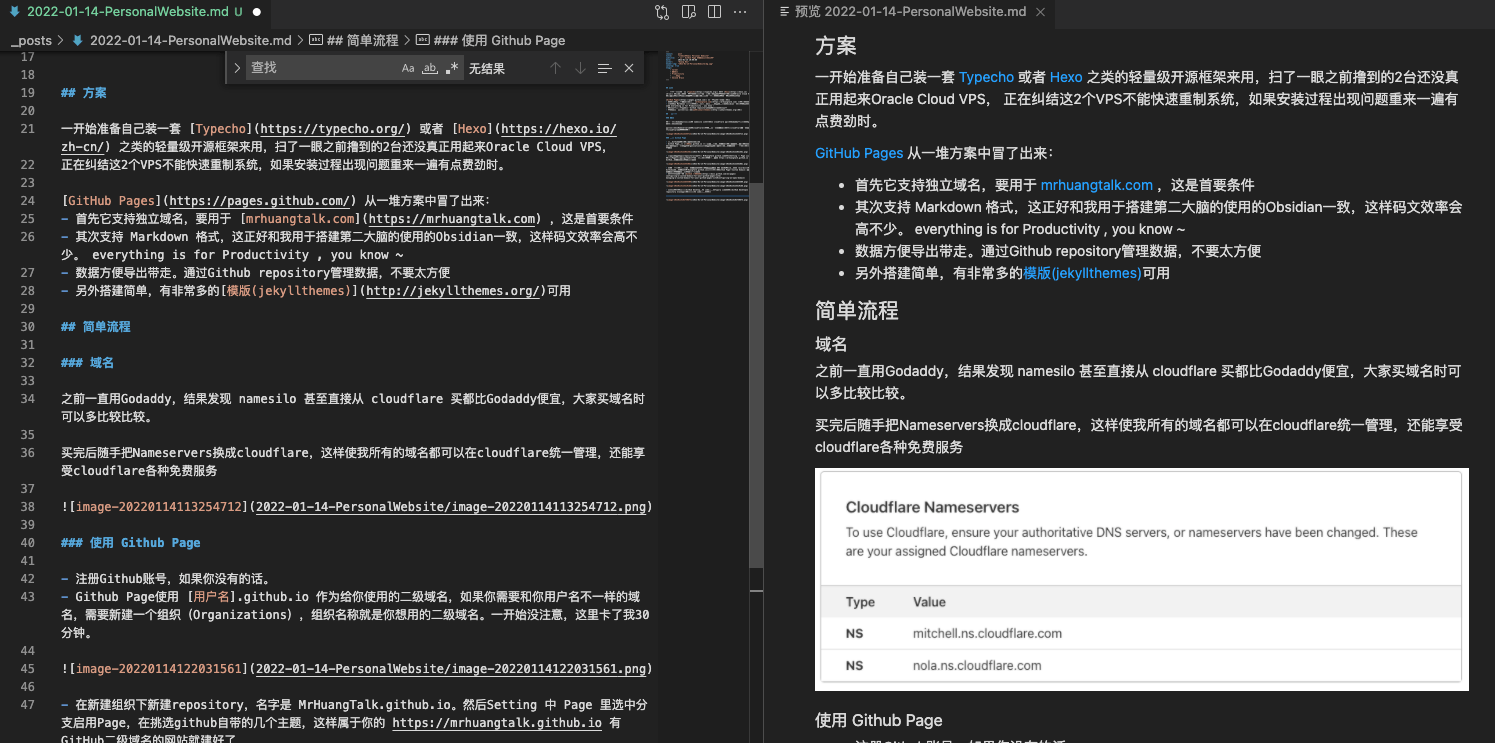 2022-01-14-PersonalWebsite.md U
_posts > 2022-01-14-PersonalWebsite.md > ## 简单流程 > ### 使用 Github Page
查找
Aa ab .* 无结果
17
18
19 ## 方案
20
21 一开始准备自己装一套 [Typecho](https://typecho.org/) 或者 [Hexo](https://hexo.io/
zh-cn/) 之类的轻量级开源框架来用，扫了一眼之前撸到的2台还没真正用起来Oracle Cloud VPS，
22 正在纠结这2个VPS不能快速重制系统，如果安装过程出现问题重来一遍有点费劲时。
23
24 [GitHub Pages](https://pages.github.com/) 从一堆方案中冒了出来：
25 - 首先它支持独立域名，要用于 [mrhuangtalk.com](https://mrhuangtalk.com) ，这是首要条件
26 - 其次支持 Markdown 格式，这正好和我用于搭建第二大脑的使用的Obsidian一致，这样码文效率会高不
少。 everything is for Productivity , you know ~
27 - 数据方便导出带走。通过Github repository管理数据，不要太方便
28 - 另外搭建简单，有非常多的[模版(jekyllthemes)](http://jekyllthemes.org/)可用
29
30 ## 简单流程
31
32 ### 域名
33
34 之前一直用Godaddy，结果发现 namesilo 甚至直接从 cloudflare 买都比Godaddy便宜，大家买域名时
可以多比较比较。
35
36 买完后随手把Nameservers换成cloudflare，这样使我所有的域名都可以在cloudflare统一管理，还能享
受cloudflare各种免费服务
37
38 ![image-20220114113254712](2022-01-14-PersonalWebsite/image-20220114113254712.png)
39
40 ### 使用 Github Page
41
42 - 注册Github账号，如果你没有的话。
43 - Github Page使用 [用户名].github.io 作为给你使用的二级域名，如果你需要和你用户名不一样的域
名，需要新建一个组织（Organizations），组织名称就是你想用的二级域名。一开始没注意，这里卡了我30
分钟。
44
45 ![image-20220114122031561](2022-01-14-PersonalWebsite/image-20220114122031561.png)
46
47 - 在新建组织下新建repository，名字是 MrHuangTalk.github.io。然后Setting 中 Page 里选中分
支启用Page，在挑选github自带的几个主题，这样属于你的 https://mrhuangtalk.github.io 有
GitHub二级域名的网站就建好了
预览 2022-01-14-PersonalWebsite.md
方案
一开始准备自己装一套 Typecho 或者 Hexo 之类的轻量级开源框架来用，扫了一眼之前撸到的2台还没真
正用起来Oracle Cloud VPS， 正在纠结这2个VPS不能快速重制系统，如果安装过程出现问题重来一遍有
点费劲时。
GitHub Pages 从一堆方案中冒了出来：
• 首先它支持独立域名，要用于 mrhuangtalk.com ，这是首要条件
• 其次支持 Markdown 格式，这正好和我用于搭建第二大脑的使用的Obsidian一致，这样码文效率会
高不少。 everything is for Productivity , you know ~
• 数据方便导出带走。通过Github repository管理数据，不要太方便
• 另外搭建简单，有非常多的模版(jekyllthemes)可用
简单流程
域名
之前一直用Godaddy，结果发现 namesilo 甚至直接从 cloudflare 买都比Godaddy便宜，大家买域名时可
以多比较比较。
买完后随手把Nameservers换成cloudflare，这样使我所有的域名都可以在cloudflare统一管理，还能享受
cloudflare各种免费服务
Cloudflare Nameservers
To use Cloudflare, ensure your authoritative DNS servers, or nameservers have been changed. These
are your assigned Cloudflare nameservers.
Type Value
NS mitchell.ns.cloudflare.com
NS nola.ns.cloudflare.com
使用 Github Page